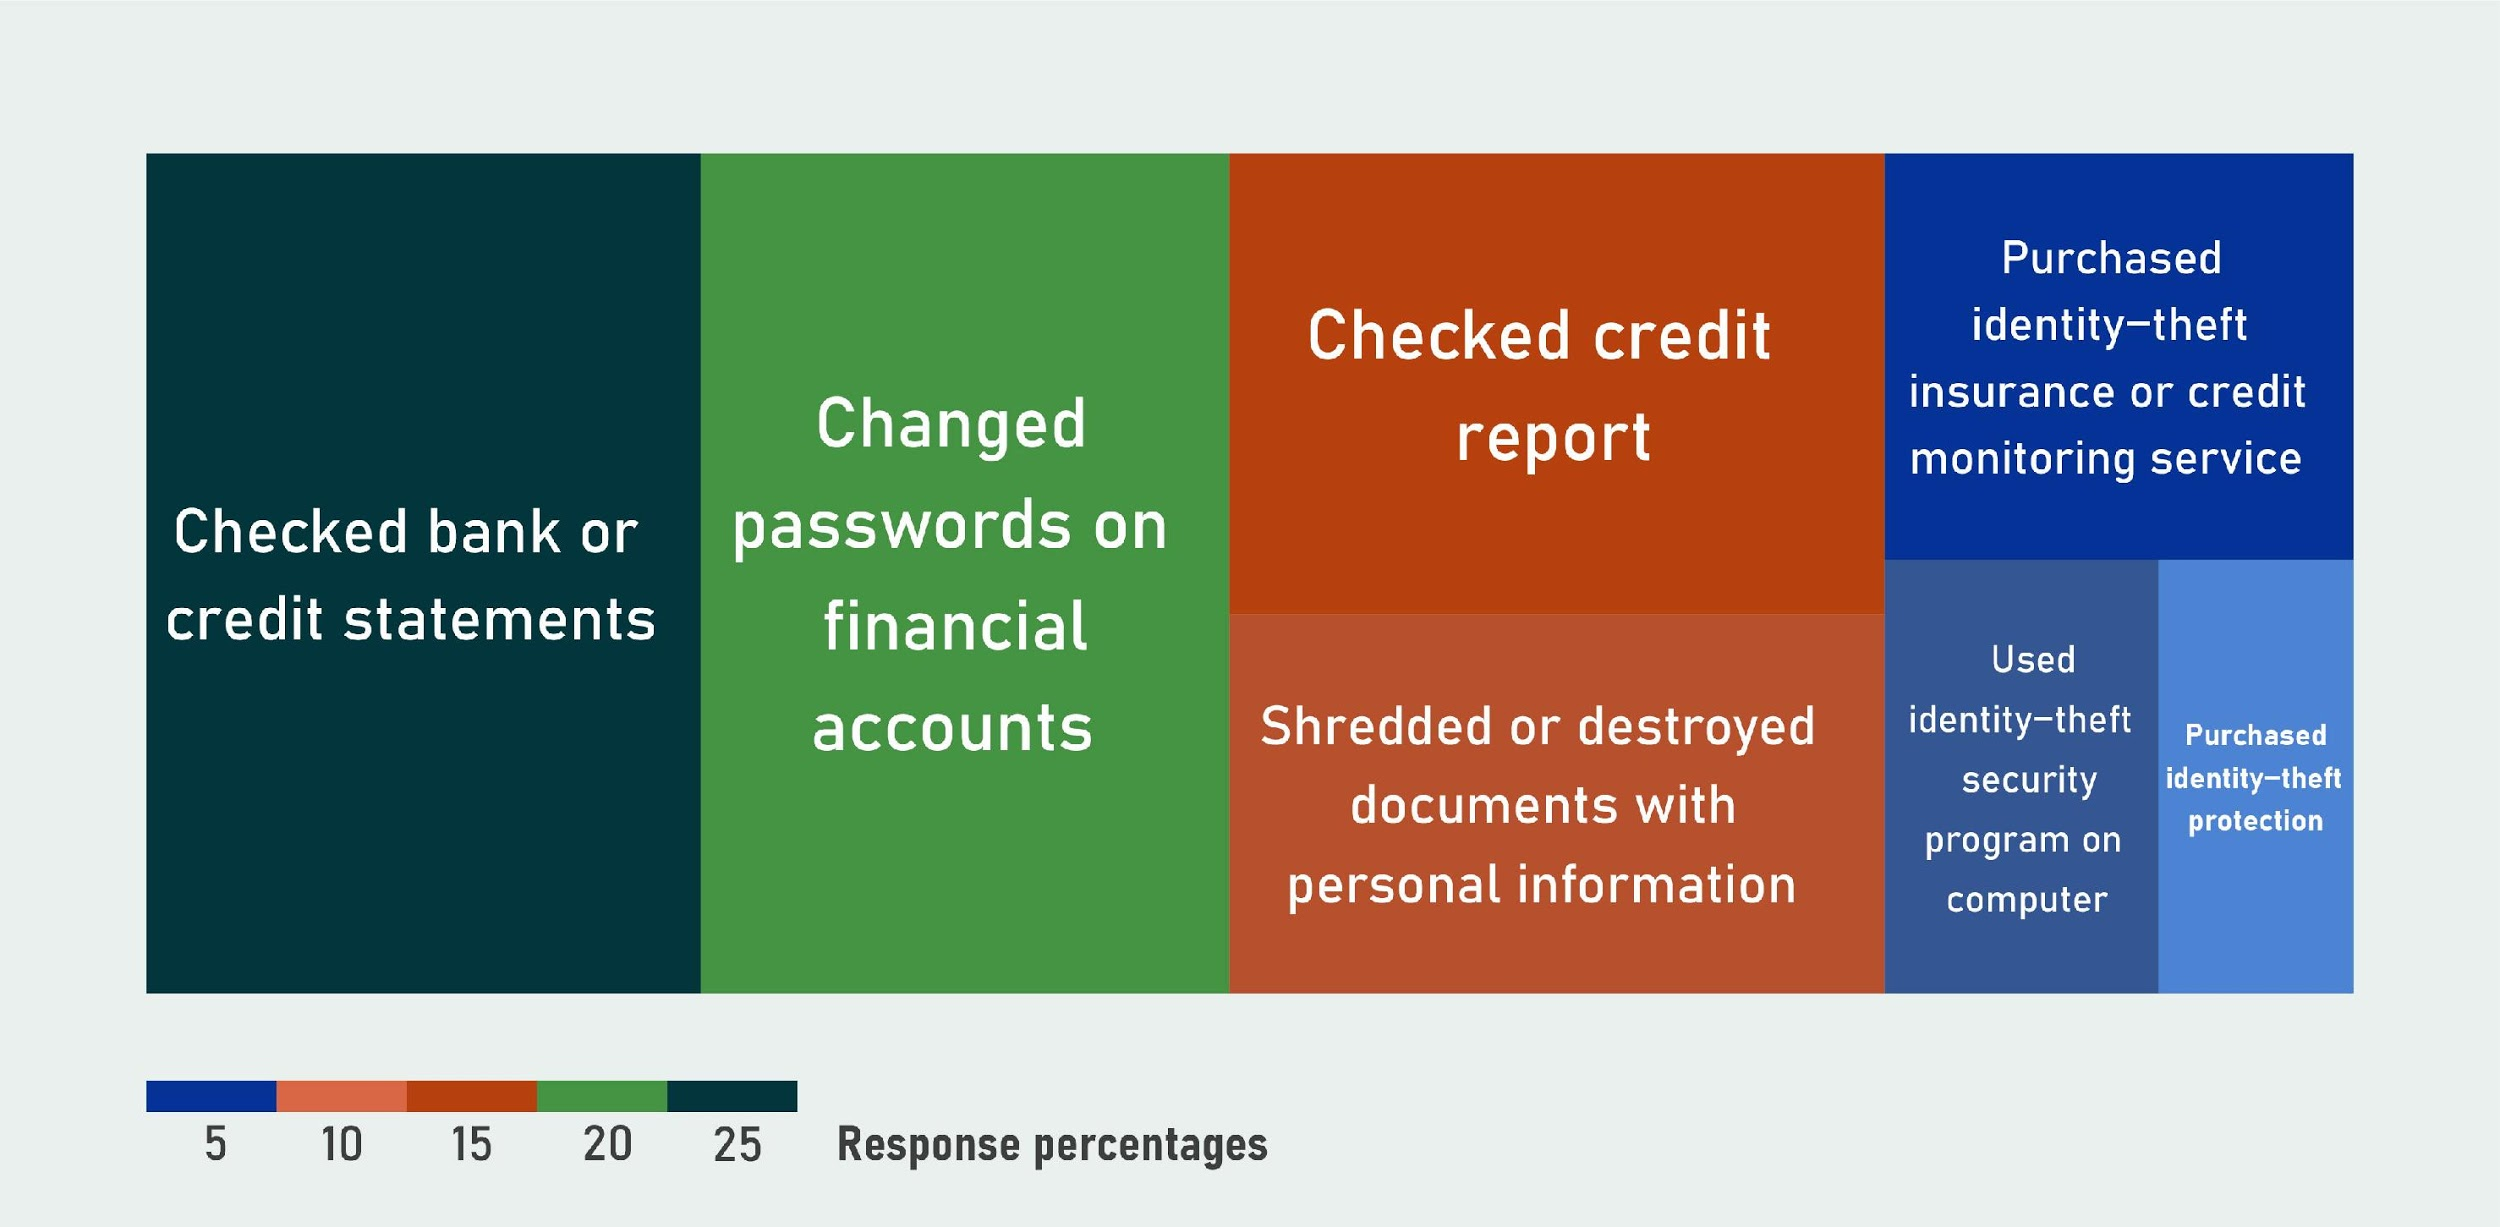 Checked bank or
credit statements
Changed
passwords on
financial
accounts
Checked credit
report
Shredded or destroyed
documents with
personal information
Purchased
identity–theft
insurance or credit
monitoring service
Used
identity–theft
security
program on
computer
Purchased
identity–theft
protection
5 10 15 20 25 Response percentages